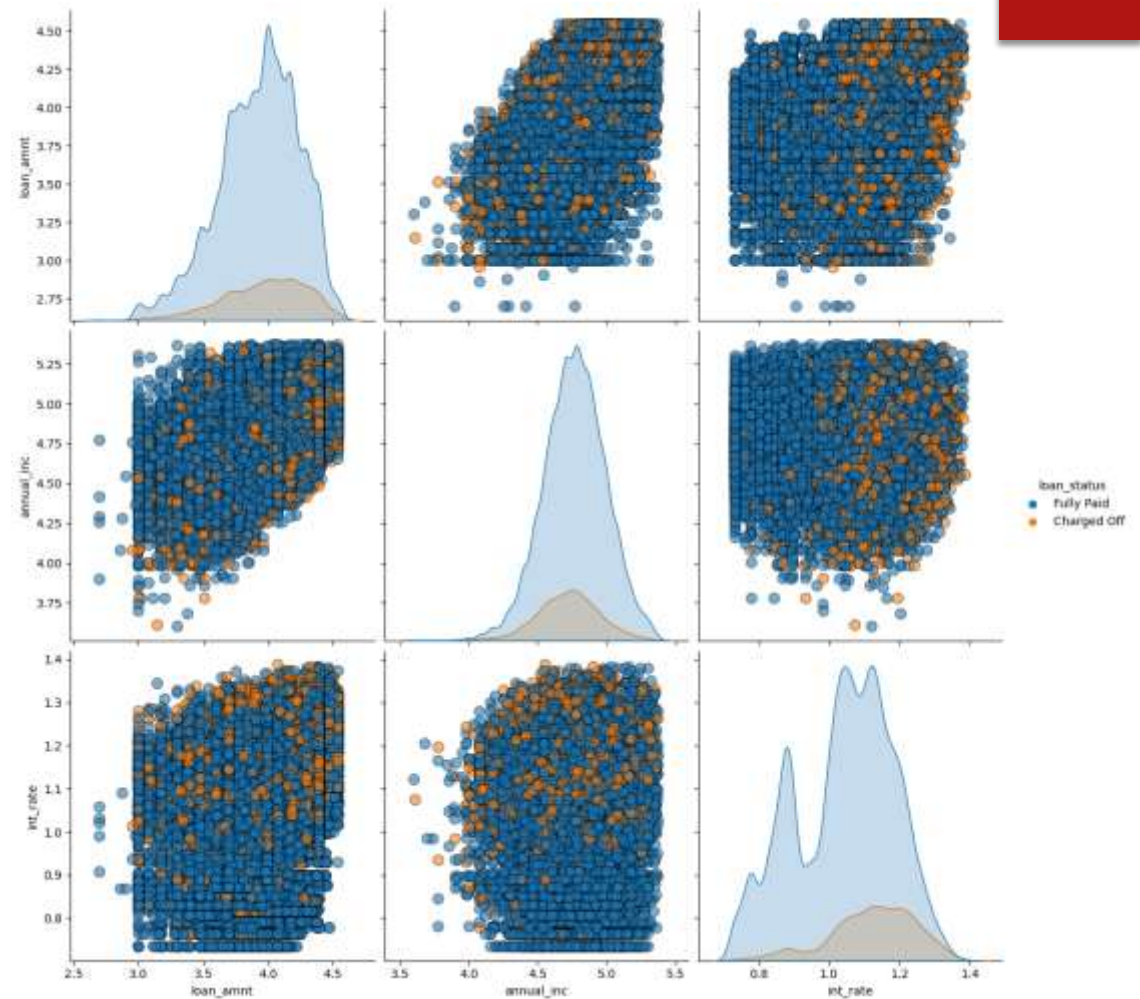 4.50
4.25
4.00
3.75
3.50
3.25
3.00
2.75
loan_amnt
5.25
5.00
4.75
4.50
4.25
4.00
3.75
annual_inc
loan_status
Fully Paid
Charged Off
1.4
1.3
1.2
1.1
1.0
0.9
0.8
int_rate
2.5 3.0 3.5 4.0 4.5 3.5 4.0 4.5 5.0 5.5 0.8 1.0 1.2 1.4
loan_amnt annual_inc int_rate